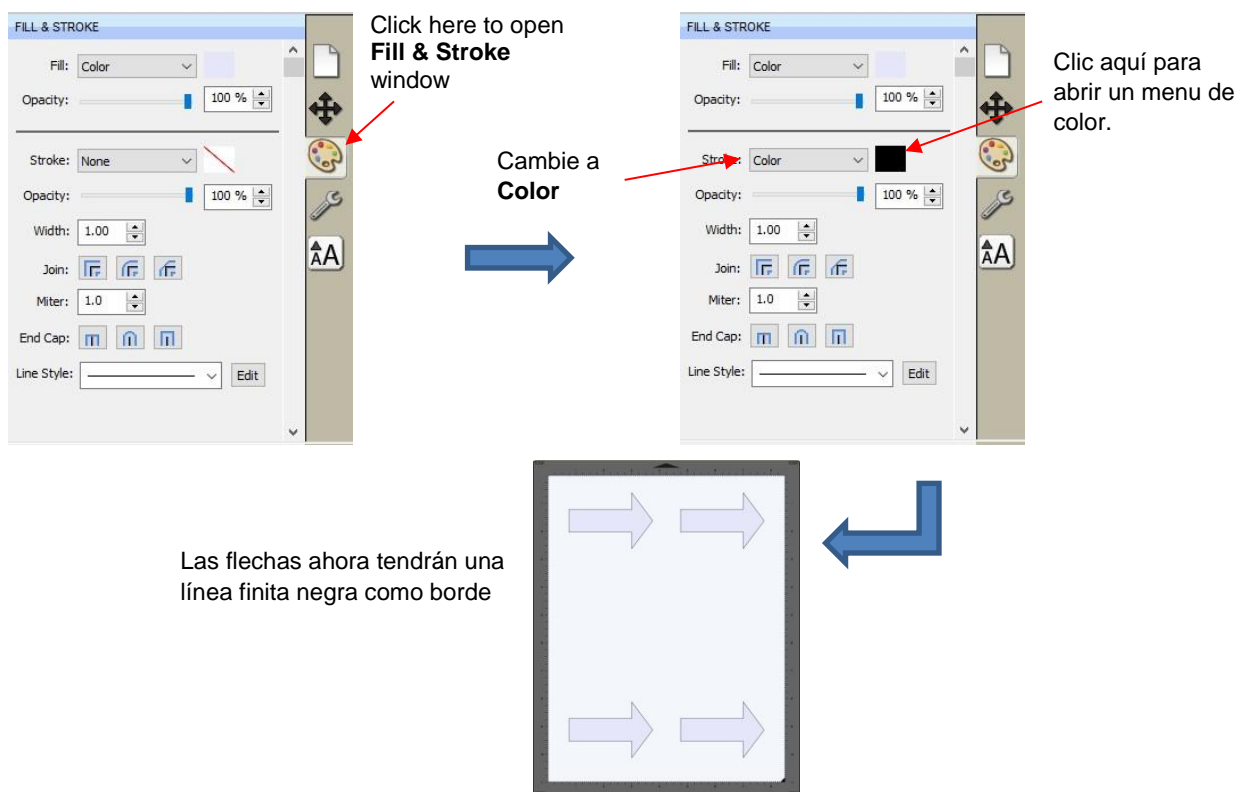 FILL & STROKE
Fill: Color
Opacity: 100 %
Stroke: None
Opacity: 100 %
Width: 1.00
Join:
Miter: 1.0
End Cap:
Line Style: Edit
AA
Click here to open
Fill & Stroke
window
Cambie a
Color
FILL & STROKE
Fill: Color
Opacity: 100 %
Stroke: Color
Opacity: 100 %
Width: 1.00
Join:
Miter: 1.0
End Cap:
Line Style: Edit
AA
Clic aquí para
abrir un menu de
color.
Las flechas ahora tendrán una
línea finita negra como borde